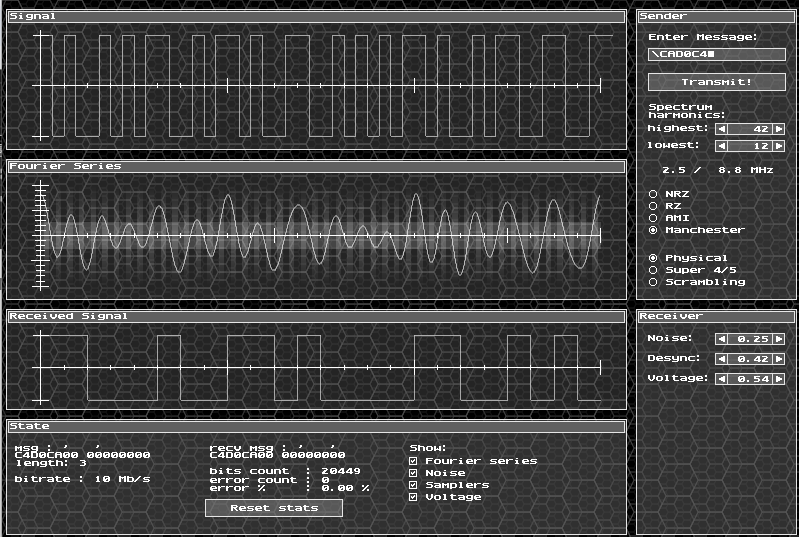 Signal
Fourier Series
Received Signal
State
msg : ' '
C4D0CA00 00000000
length: 3
bitrate : 10 Mb/s
recv msg : ' '
C4D0CA00 00000000
bits count : 20449
error count : 0
error % : 0.00 %
Reset stats
Show:
Fourier series
Noise
Samplers
Voltage
Sender
Enter Message:
\CAD0C4
Transmit!
Spectrum
harmonics:
highest: 42
lowest: 12
2.5 / 8.8 MHz
NRZ
RZ
AMI
Manchester
Physical
Super 4/5
Scrambling
Receiver
Noise: 0.25
Desync: 0.42
Voltage: 0.54